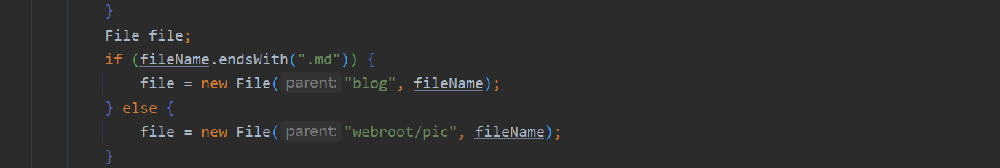 }
File file;
if (fileName.endsWith(".md")) {
file = new File( parent: "blog", fileName);
} else {
file = new File( parent: "webroot/pic", fileName);
}